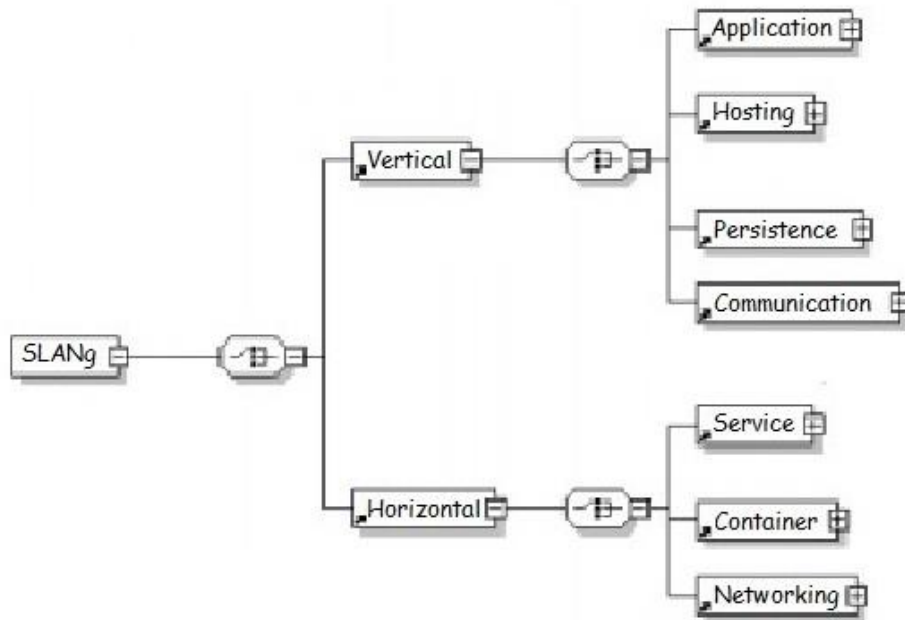 Application
Hosting
Vertical
Persistence
Communication
SLANg
Service
Horizontal
Container
Networking